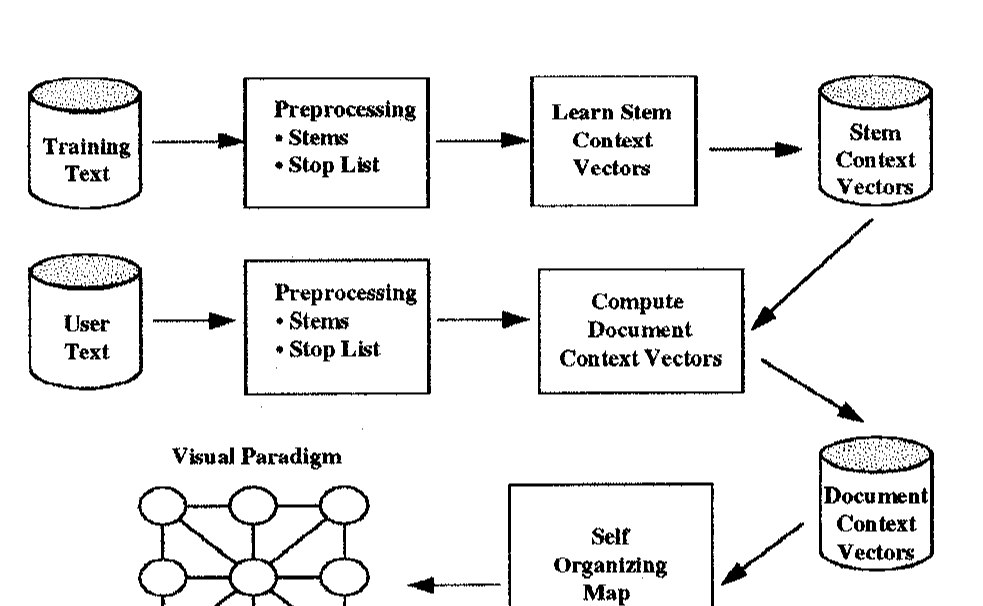 Training
Text
Preprocessing
• Stems
• Stop List
Learn Stem
Context
Vectors
Stem
Context
Vectors
User
Text
Preprocessing
• Stems
• Stop List
Compute
Document
Context Vectors
Visual Paradigm
Document
Context
Vectors
Self
Organizing
Map